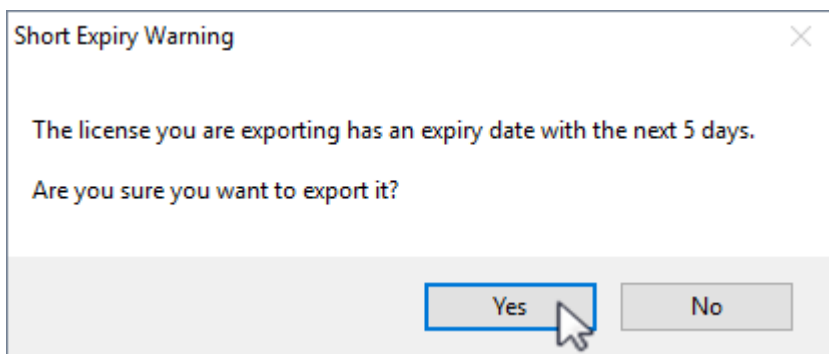 Short Expiry Warning
The license you are exporting has an expiry date with the next 5 days.
Are you sure you want to export it?
Yes No